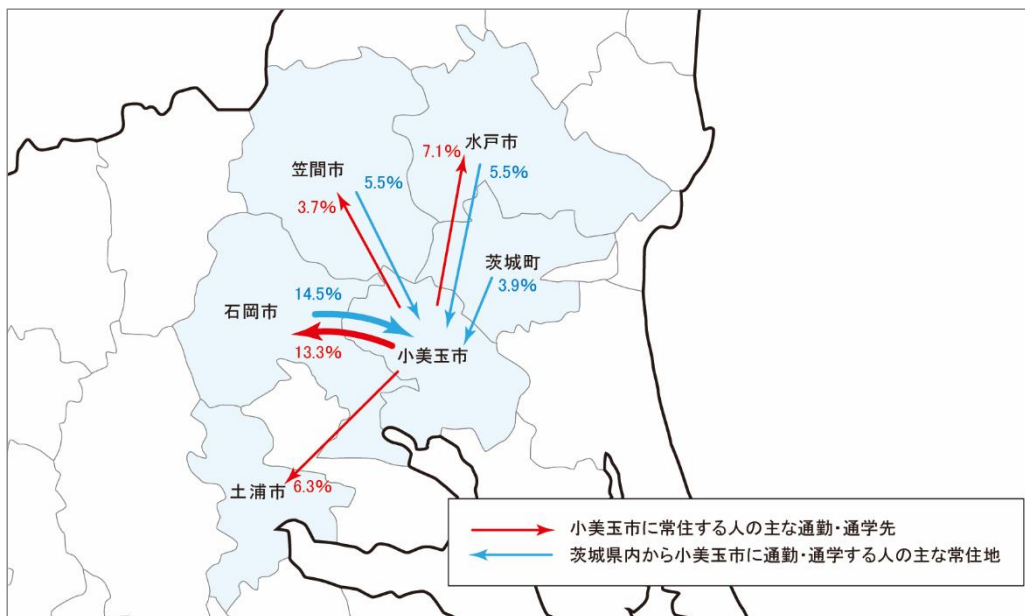 水戸市
7.1%
5.5%
笠間市
5.5%
3.7%
茨城町
3.9%
石岡市
14.5%
13.3%
小美玉市
土浦市
6.3%
小美玉市に常住する人の主な通勤・通学先
茨城県内から小美玉市に通勤・通学する人の主な常住地